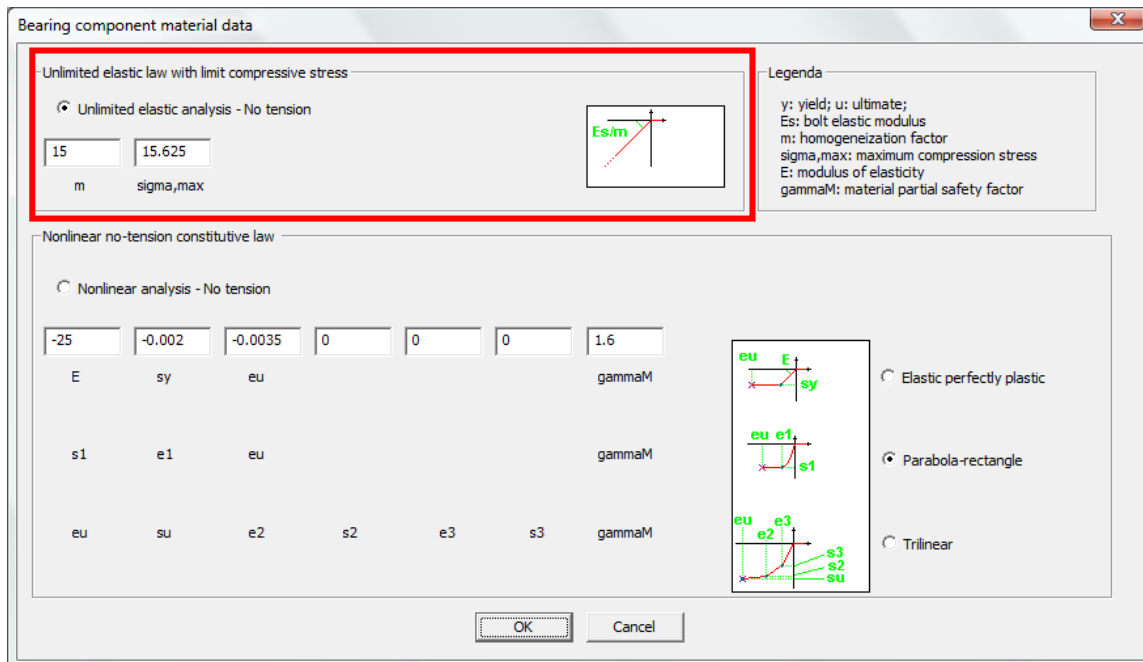 Bearing component material data
X
Unlimited elastic law with limit compressive stress
Unlimited elastic analysis - No tension
15 15.625
m sigma,max
Es/m
Legenda
y: yield; u: ultimate;
Es: bolt elastic modulus
m: homogeneization factor
sigma,max: maximum compression stress
E: modulus of elasticity
gammaM: material partial safety factor
Nonlinear no-tension constitutive law
Nonlinear analysis - No tension
-25 -0.002 -0.0035 0 0 0 1.6
E sy eu gammaM
s1 e1 eu gammaM
eu su e2 s2 e3 s3 gammaM
eu E
sy
Elastic perfectly plastic
eu e1
s1
Parabola-rectangle
eu e3
e2
s3
s2
su
Trilinear
OK Cancel